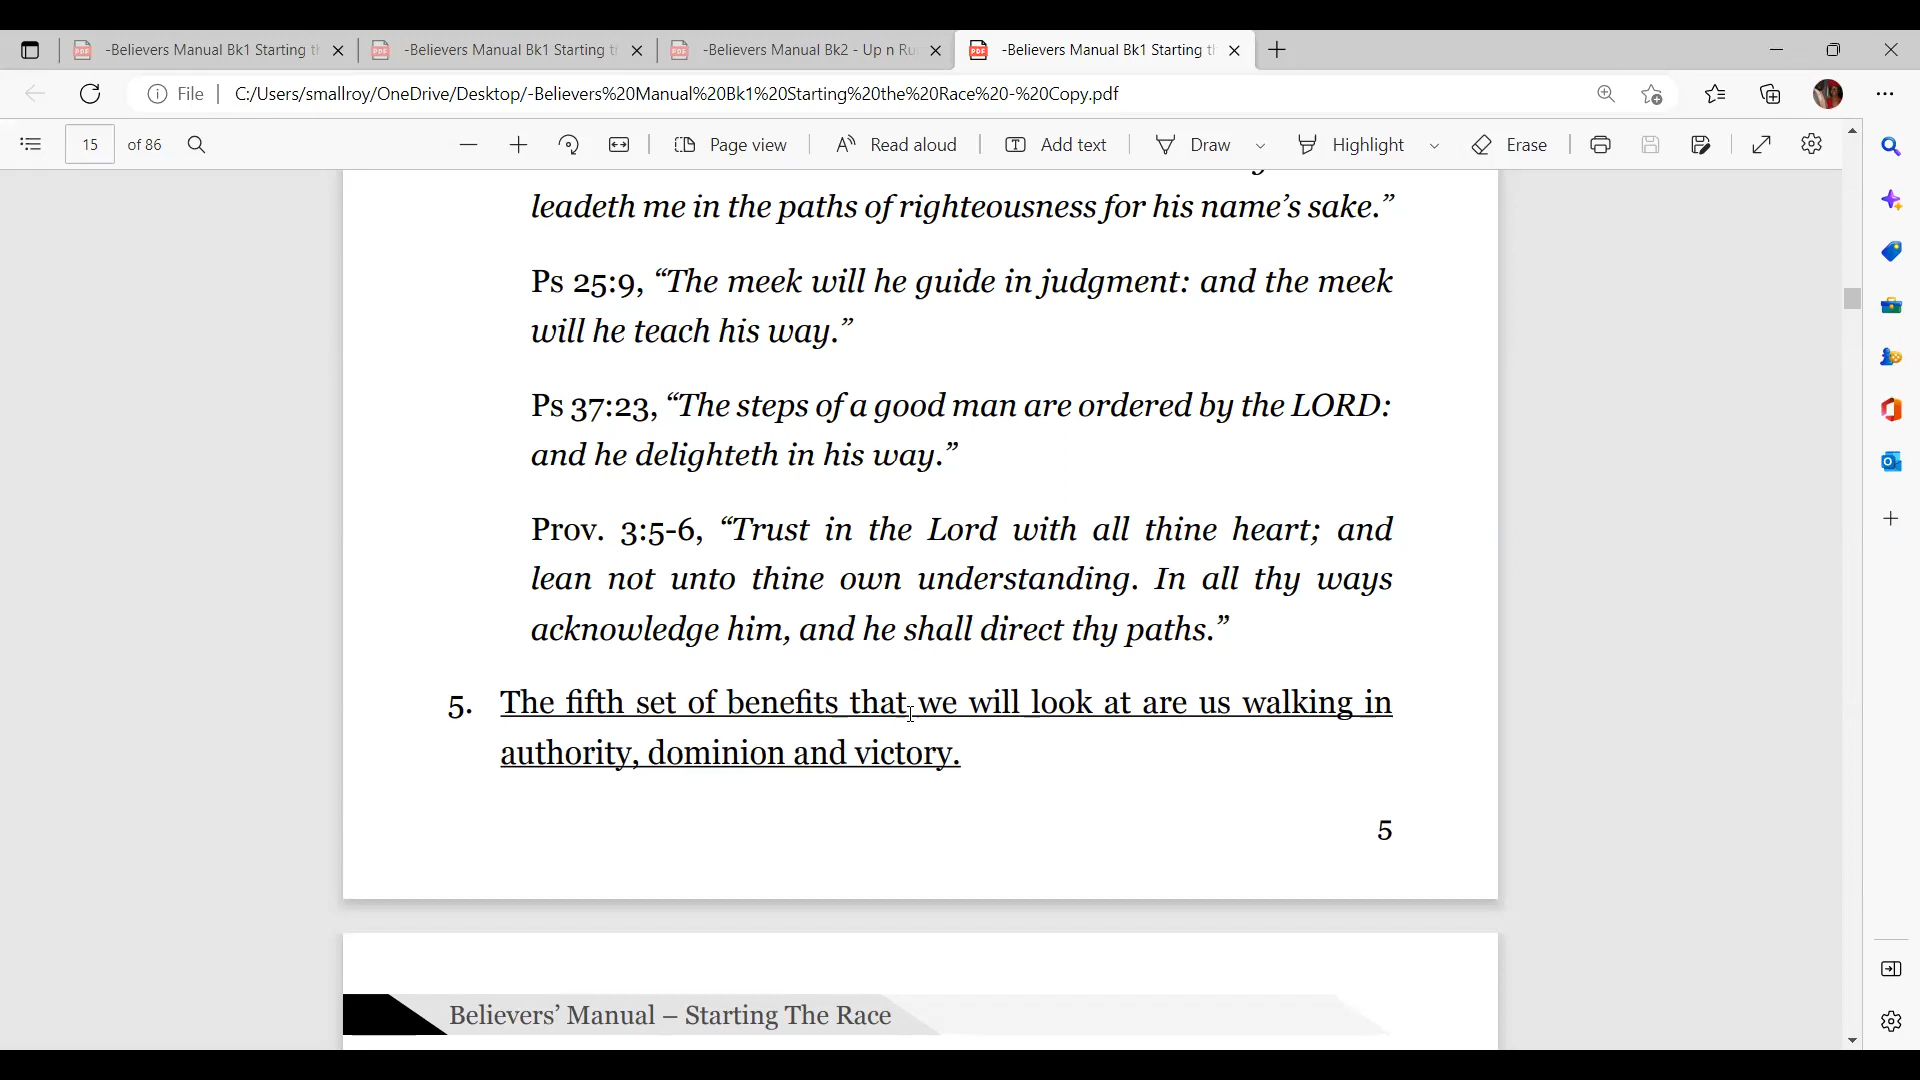 -Believers Manual Bk1 Starting th
-Believers Manual Bk1 Starting th
-Believers Manual Bk2 - Up n Ru
-Believers Manual Bk1 Starting th
File
C:/Users/smallroy/OneDrive/Desktop/-Believers%20Manual%20Bk1%20Starting%20the%20Race%20-%20Copy.pdf
15 of 86
Page view
Read aloud
Add text
Draw
Highlight
Erase
leadeth me in the paths of righteousness for his name’s sake.”
Ps 25:9, “The meek will he guide in judgment: and the meek
will he teach his way.”
Ps 37:23, “The steps of a good man are ordered by the LORD:
and he delighteth in his way.”
Prov. 3:5-6, “Trust in the Lord with all thine heart; and
lean not unto thine own understanding. In all thy ways
acknowledge him, and he shall direct thy paths.”
5. The fifth set of benefits that we will look at are us walking in
authority, dominion and victory.
5
Believers’ Manual – Starting The Race